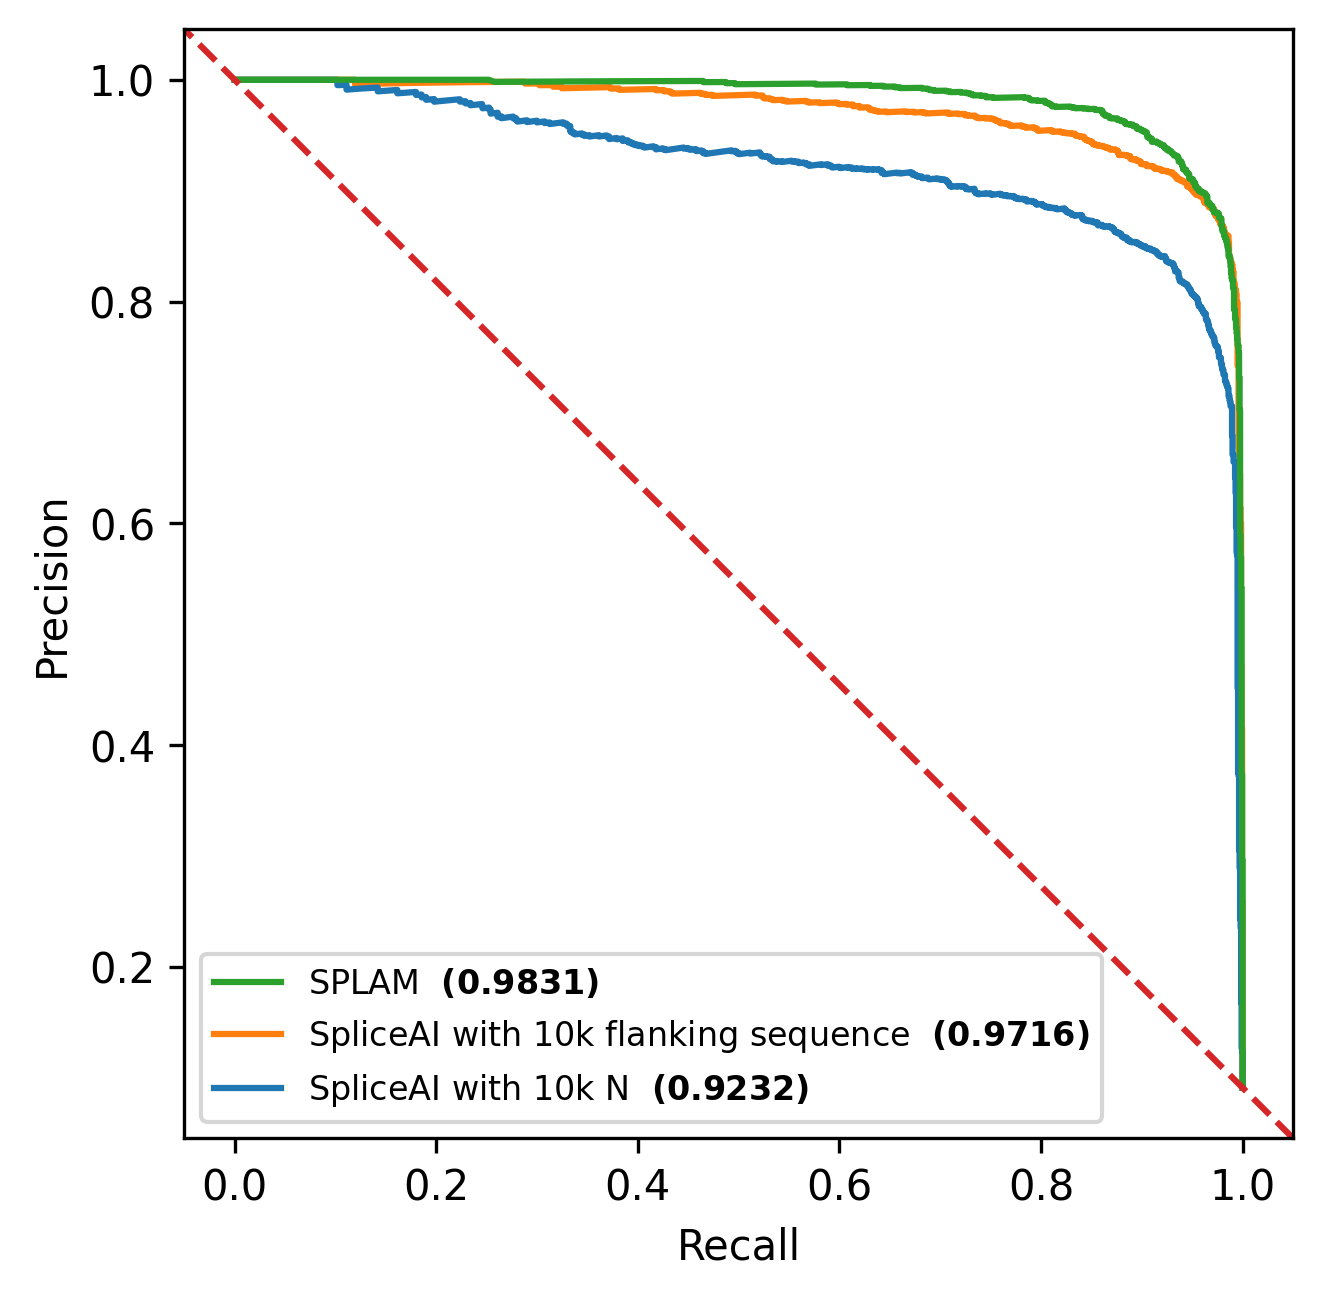 1.0
0.8
0.6
0.4
0.2
Precision
SPLAM (0.9831)
SpliceAI with 10k flanking sequence (0.9716)
SpliceAI with 10k N (0.9232)
0.0 0.2 0.4 0.6 0.8 1.0
Recall